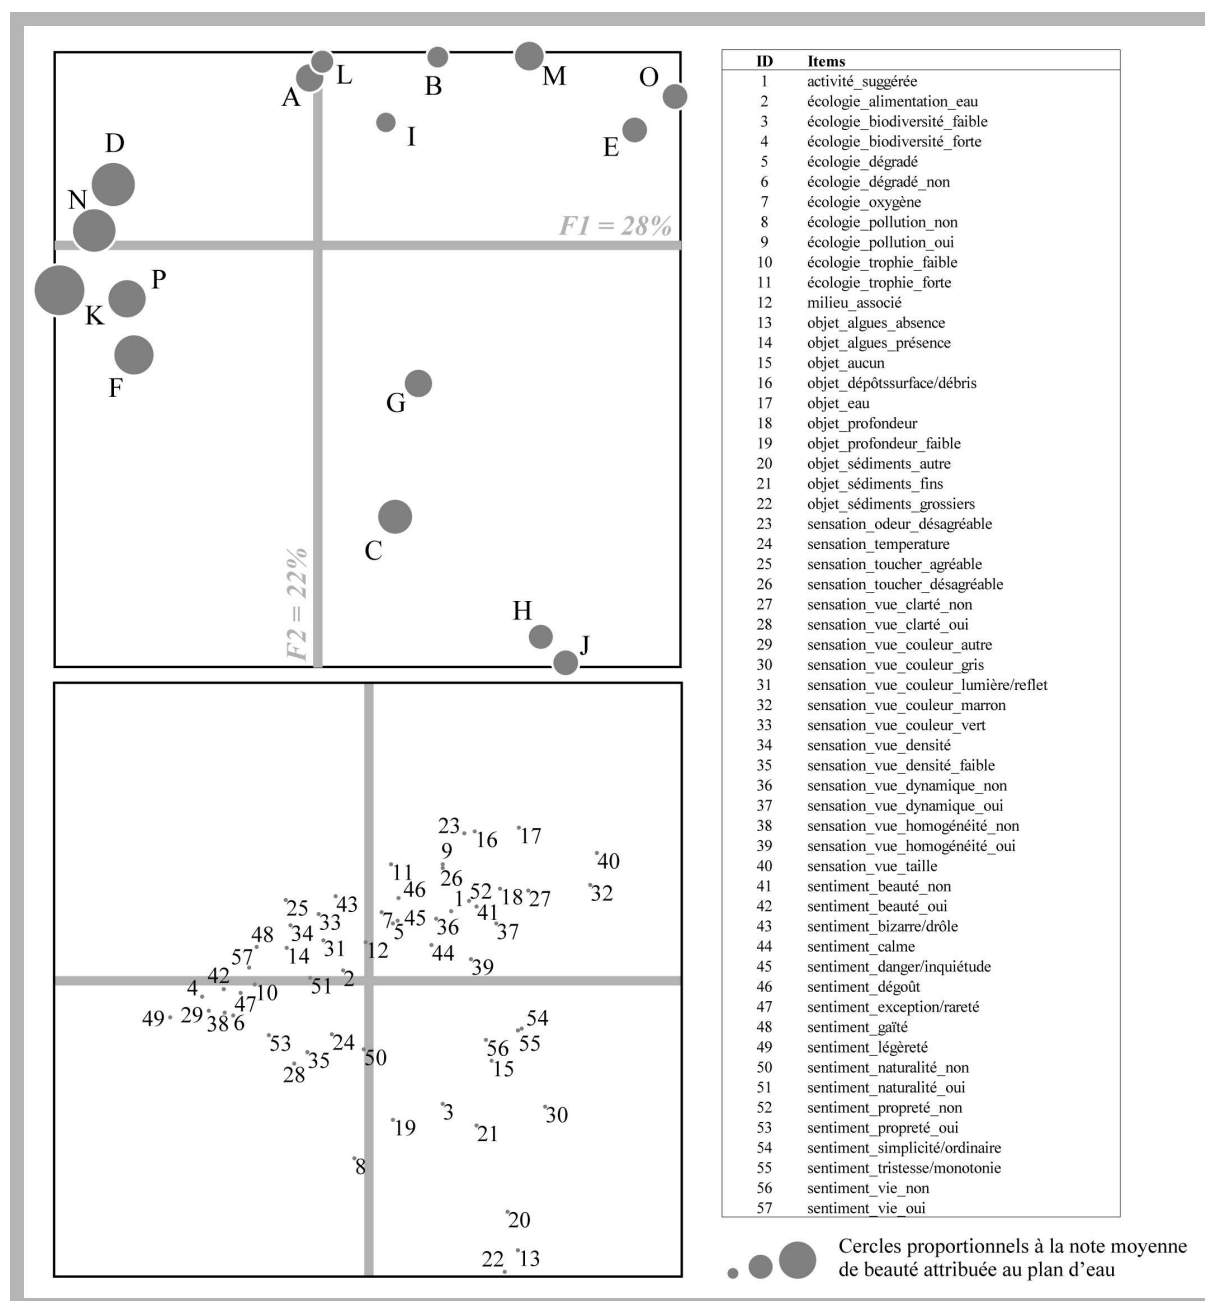 L
B
M
O
A
I
E
D
N
F1 = 28%
P
K
F
G
C
F2 = 22%
H
J
23
16
17
9
40
11
26
46
52
18
27
32
1
25
43
33
7
45
41
5
36
37
34
48
14
31
12
44
57
39
42
2
51
10
4
47
49
29
38
6
54
53
24
56
55
35
50
28
15
3
30
19
21
8
20
22
13
ID Items
1 activité_suggérée
2 écologie_alimentation_eau
3 écologie_biodiversité_faible
4 écologie_biodiversité_forte
5 écologie_dégradé
6 écologie_dégradé_non
7 écologie_oxygène
8 écologie_pollution_non
9 écologie_pollution_oui
10 écologie_trophie_faible
11 écologie_trophie_forte
12 milieu_associé
13 objet_algues_absence
14 objet_algues_présence
15 objet_aucun
16 objet_dépôtssurface/débris
17 objet_eau
18 objet_profondeur
19 objet_profondeur_faible
20 objet_sédiments_autre
21 objet_sédiments_fins
22 objet_sédiments_grossiers
23 sensation_odeur_désagréable
24 sensation_temperature
25 sensation_toucher_agréable
26 sensation_toucher_désagréable
27 sensation_vue_clarté_non
28 sensation_vue_clarté_oui
29 sensation_vue_couleur_autre
30 sensation_vue_couleur_gris
31 sensation_vue_couleur_lumière/reflet
32 sensation_vue_couleur_marron
33 sensation_vue_couleur_vert
34 sensation_vue_densité
35 sensation_vue_densité_faible
36 sensation_vue_dynamique_non
37 sensation_vue_dynamique_oui
38 sensation_vue_homogénéité_non
39 sensation_vue_homogénéité_oui
40 sensation_vue_taille
41 sentiment_beauté_non
42 sentiment_beauté_oui
43 sentiment_bizarre/drôle
44 sentiment_calme
45 sentiment_danger/inquiétude
46 sentiment_dégoût
47 sentiment_exception/rareté
48 sentiment_gaïté
49 sentiment_légèreté
50 sentiment_naturalité_non
51 sentiment_naturalité_oui
52 sentiment_propreté_non
53 sentiment_propreté_oui
54 sentiment_simplicité/ordinaire
55 sentiment_tristesse/monotonie
56 sentiment_vie_non
57 sentiment_vie_oui
Cercles proportionnels à la note moyenne
de beauté attribuée au plan d'eau